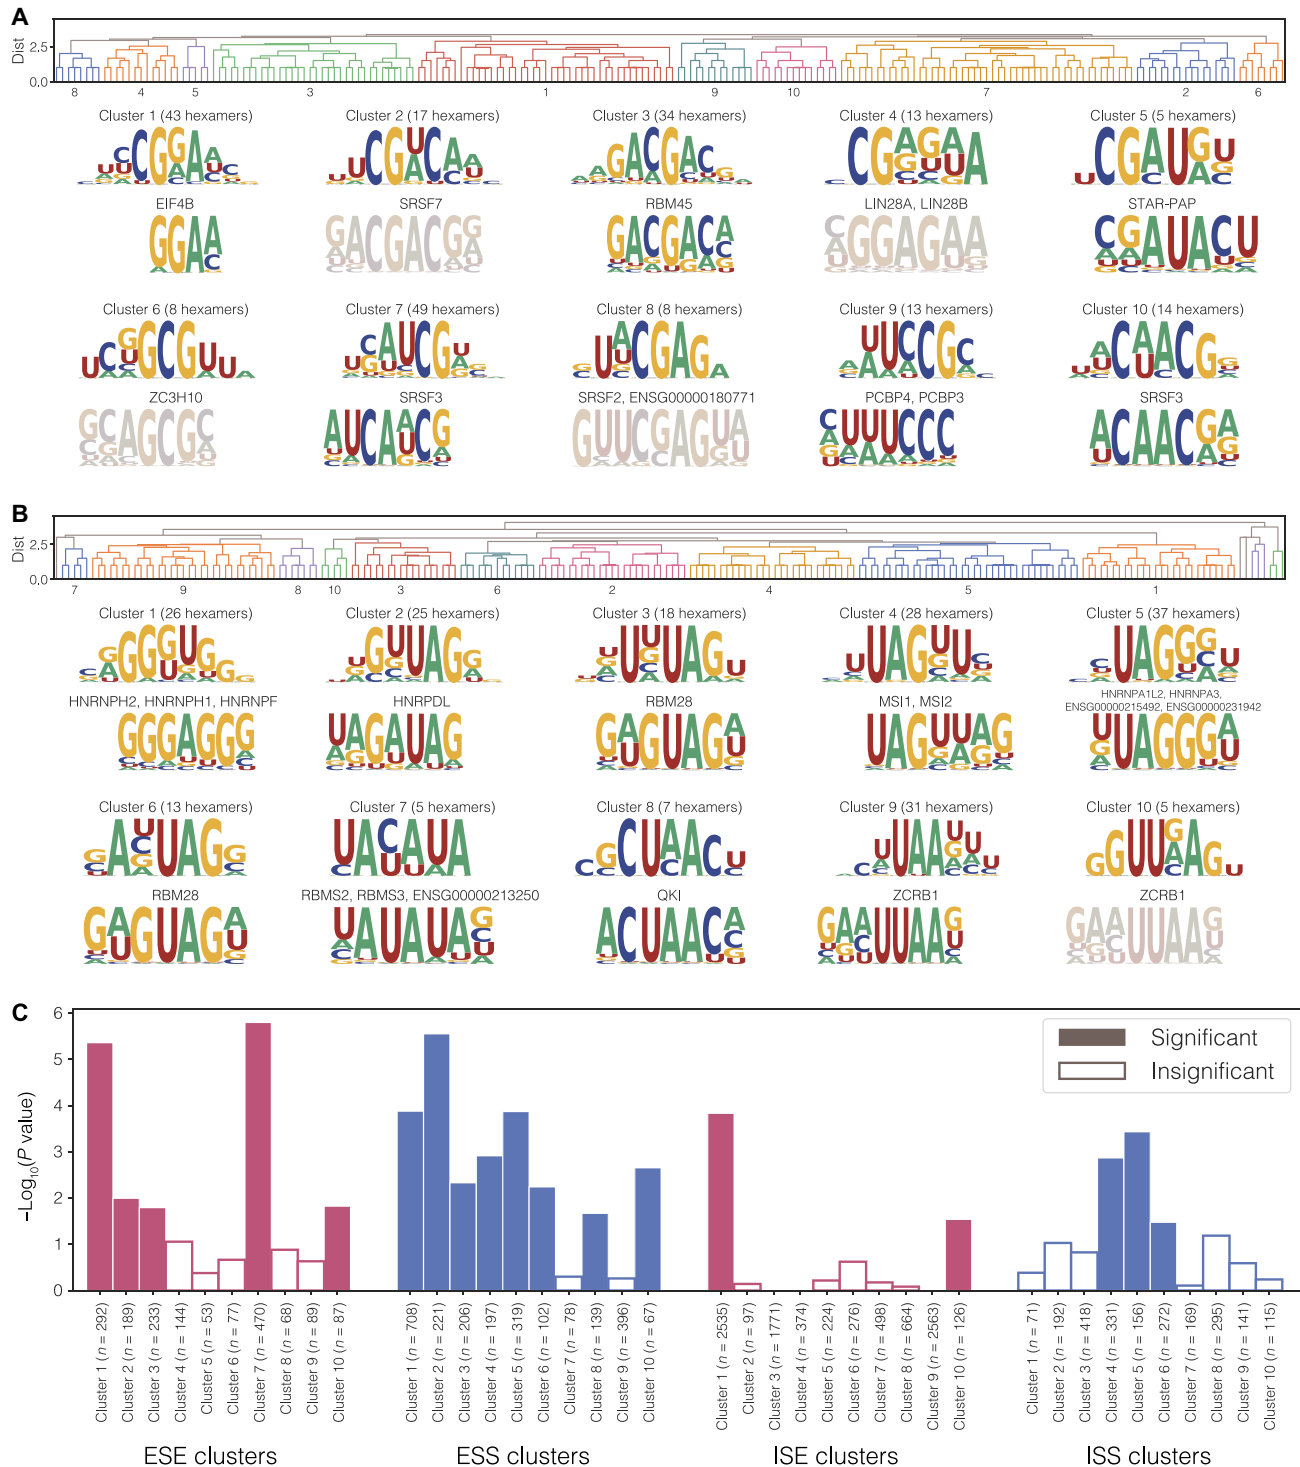 A
Dist
2.5
0.0
8 4 5 3 1 9 10 7 2 6
Cluster 1 (43 hexamers) Cluster 2 (17 hexamers) Cluster 3 (34 hexamers) Cluster 4 (13 hexamers) Cluster 5 (5 hexamers)
EIF4B SRSF7 RBM45 LIN28A, LIN28B STAR-PAP
Cluster 6 (8 hexamers) Cluster 7 (49 hexamers) Cluster 8 (8 hexamers) Cluster 9 (13 hexamers) Cluster 10 (14 hexamers)
ZC3H10 SRSF3 SRSF2, ENSG00000180771 PCBP4, PCBP3 SRSF3
B
Dist
2.5
0.0
7 9 8 10 3 6 2 4 5 1
Cluster 1 (26 hexamers) Cluster 2 (25 hexamers) Cluster 3 (18 hexamers) Cluster 4 (28 hexamers) Cluster 5 (37 hexamers)
HNRNPH2, HNRNPH1, HNRNPF HNRPDL RBM28 MSI1, MSI2 HNRNPA1L2, HNRNPA3,
ENSG00000215492, ENSG00000231942
Cluster 6 (13 hexamers) Cluster 7 (5 hexamers) Cluster 8 (7 hexamers) Cluster 9 (31 hexamers) Cluster 10 (5 hexamers)
RBM28 RBMS2, RBMS3, ENSG00000213250 QKI ZCRB1 ZCRB1
C
−Log10(P value)
6
5
4
3
2
1
0
Significant
Insignificant
Cluster 1 (n = 292)
Cluster 2 (n = 189)
Cluster 3 (n = 233)
Cluster 4 (n = 144)
Cluster 5 (n = 53)
Cluster 6 (n = 77)
Cluster 7 (n = 470)
Cluster 8 (n = 68)
Cluster 9 (n = 89)
Cluster 10 (n = 87)
Cluster 1 (n = 708)
Cluster 2 (n = 221)
Cluster 3 (n = 206)
Cluster 4 (n = 197)
Cluster 5 (n = 319)
Cluster 6 (n = 102)
Cluster 7 (n = 78)
Cluster 8 (n = 139)
Cluster 9 (n = 396)
Cluster 10 (n = 67)
Cluster 1 (n = 2535)
Cluster 2 (n = 97)
Cluster 3 (n = 1771)
Cluster 4 (n = 374)
Cluster 5 (n = 224)
Cluster 6 (n = 276)
Cluster 7 (n = 498)
Cluster 8 (n = 664)
Cluster 9 (n = 2563)
Cluster 10 (n = 126)
Cluster 1 (n = 71)
Cluster 2 (n = 192)
Cluster 3 (n = 418)
Cluster 4 (n = 331)
Cluster 5 (n = 156)
Cluster 6 (n = 272)
Cluster 7 (n = 169)
Cluster 8 (n = 295)
Cluster 9 (n = 141)
Cluster 10 (n = 115)
ESE clusters ESS clusters ISE clusters ISS clusters